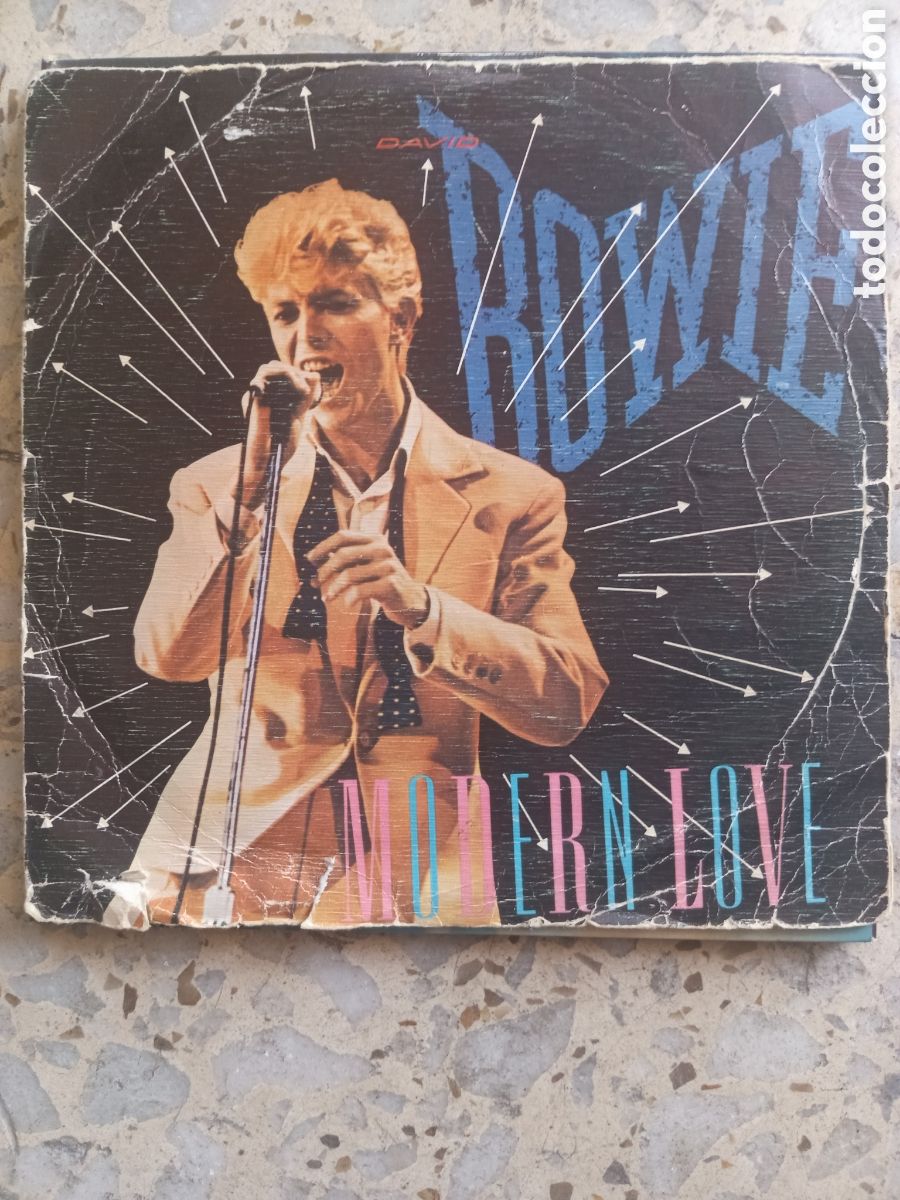 DAVID
BOWIE
MODERN LOVE
todocoleccion